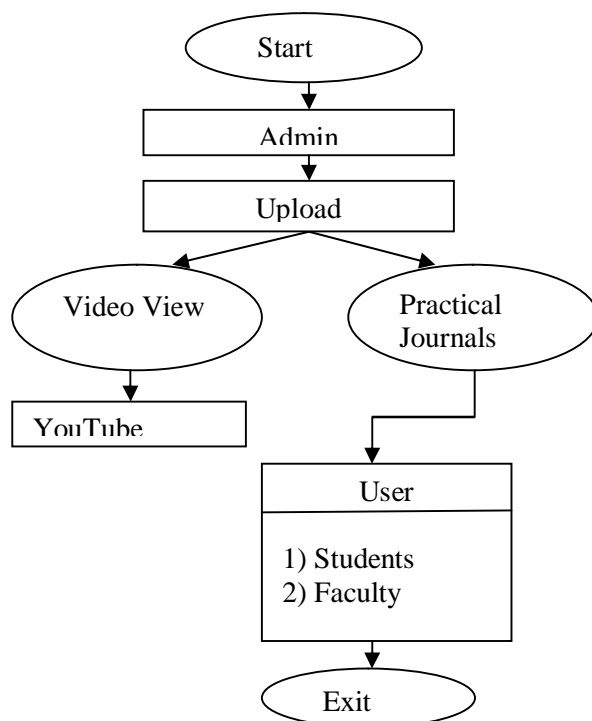 Start
Admin
Upload
Video View
Practical
Journals
YouTube
User
1) Students
2) Faculty
Exit